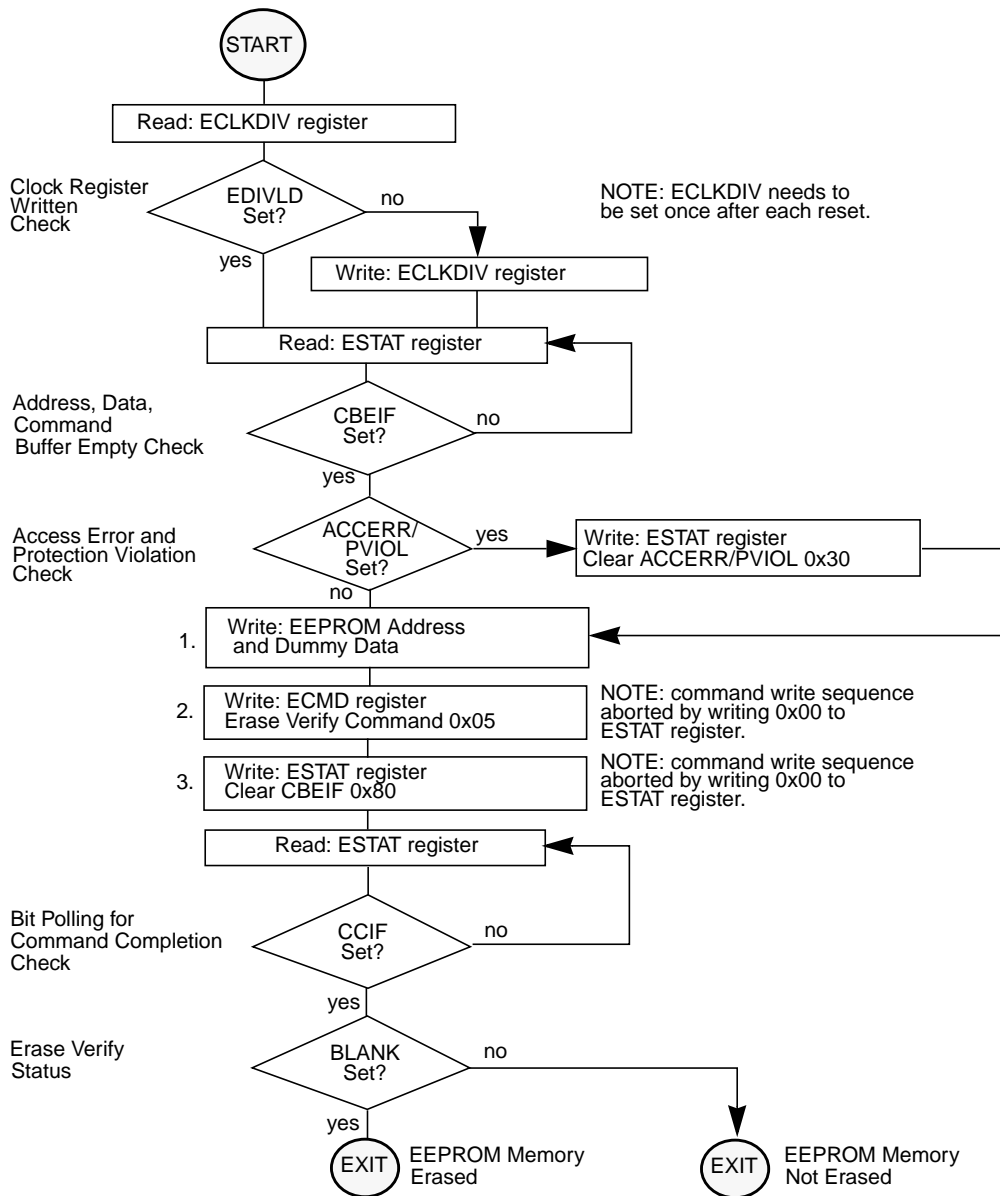 START
Read: ECLKDIV register
Clock Register
Written
Check
EDIVLD
Set?
no
NOTE: ECLKDIV needs to
be set once after each reset.
yes
Write: ECLKDIV register
Read: ESTAT register
Address, Data,
Command
Buffer Empty Check
CBEIF
Set?
no
yes
Access Error and
Protection Violation
Check
ACCERR/
PVIOL
Set?
yes
Write: ESTAT register
Clear ACCERR/PVIOL 0x30
no
1.
Write: EEPROM Address
and Dummy Data
2.
Write: ECMD register
Erase Verify Command 0x05
NOTE: command write sequence
aborted by writing 0x00 to
ESTAT register.
3.
Write: ESTAT register
Clear CBEIF 0x80
NOTE: command write sequence
aborted by writing 0x00 to
ESTAT register.
Read: ESTAT register
Bit Polling for
Command Completion
Check
CCIF
Set?
no
yes
Erase Verify
Status
BLANK
Set?
no
yes
EXIT
EEPROM Memory
Erased
EXIT
EEPROM Memory
Not Erased